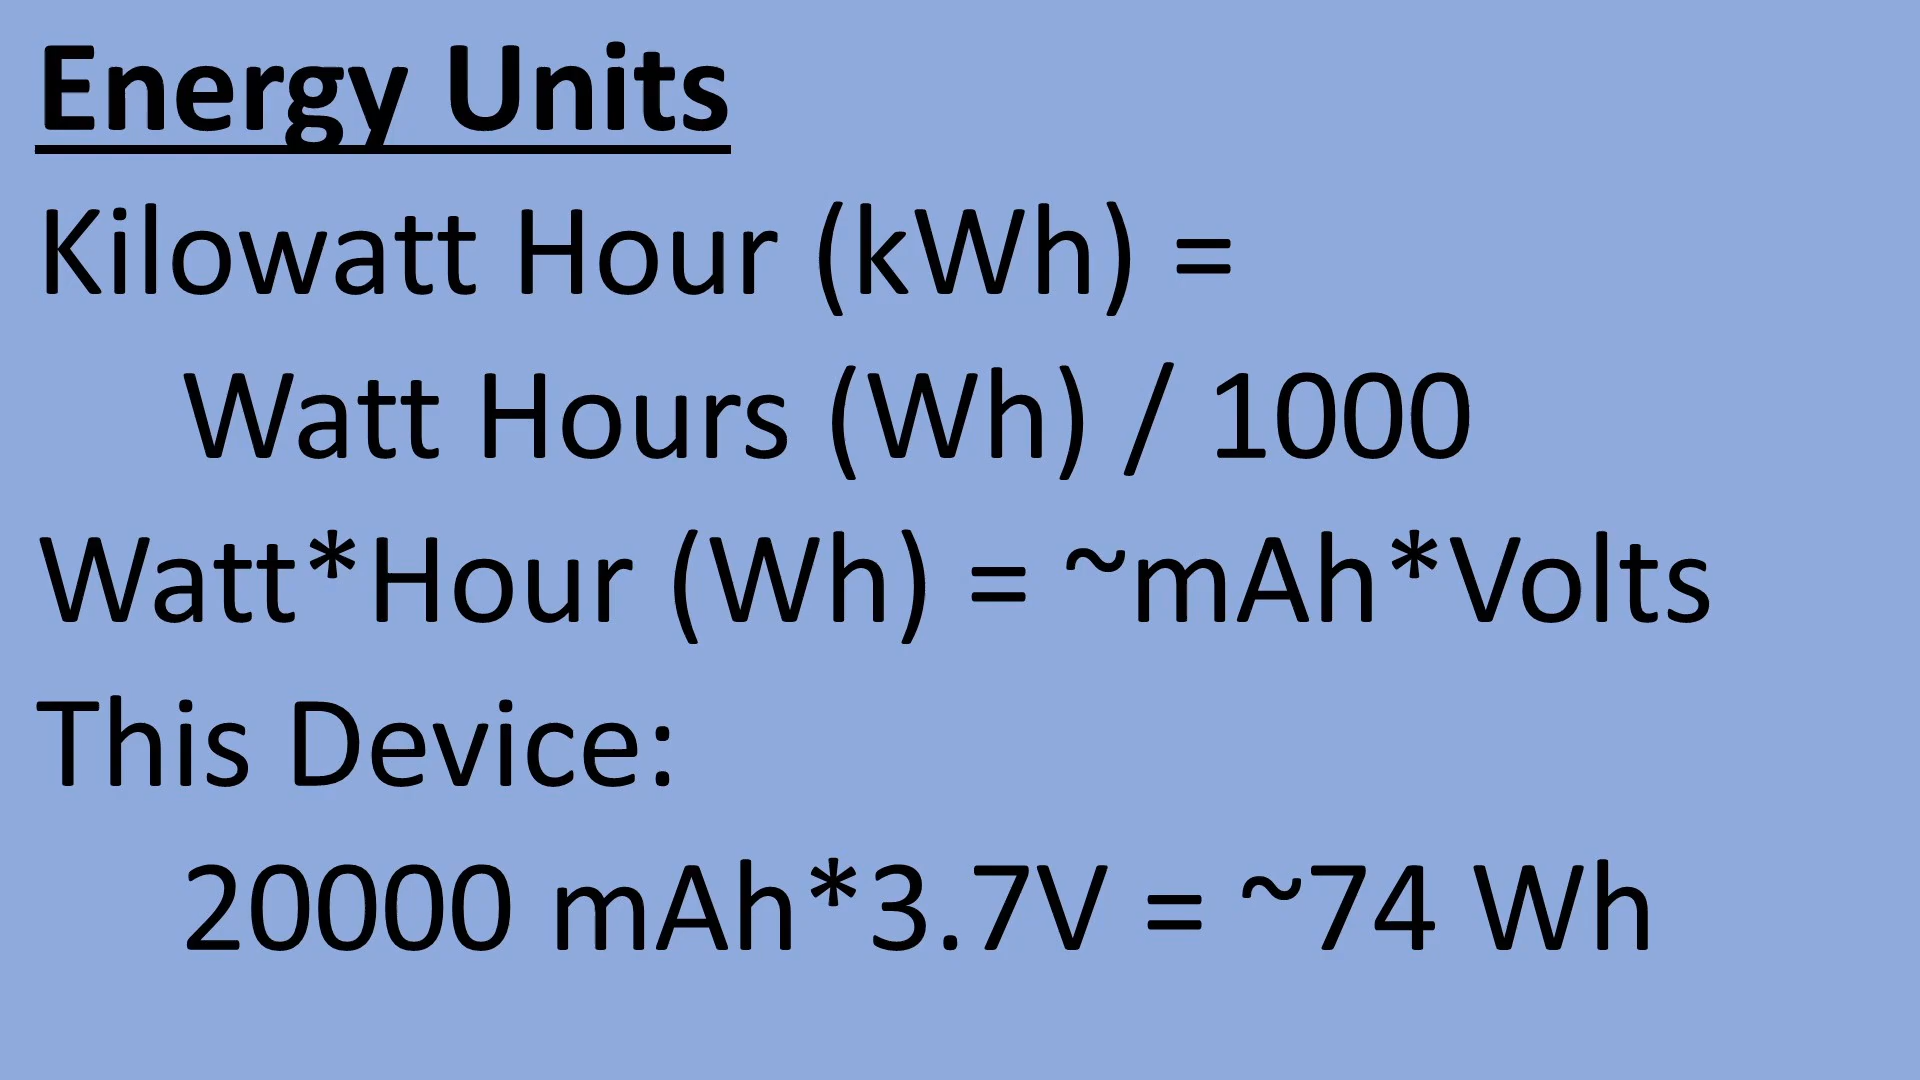 Energy Units
Kilowatt Hour (kWh) =
Watt Hours (Wh) / 1000
Watt*Hour (Wh) = ~mAh*Volts
This Device:
20000 mAh*3.7V = ~74 Wh